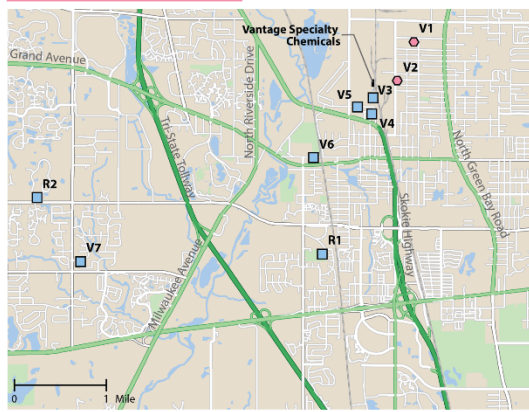 V1
Vantage Specialty
Chemicals
V2
Grand Avenue
North Riverside Drive
V3
V5
V4
Tri-State Tollway
V6
North Green Bay Road
R2
Skokie Highway
R1
V7
Milwaukee Avenue
0 1 Mile